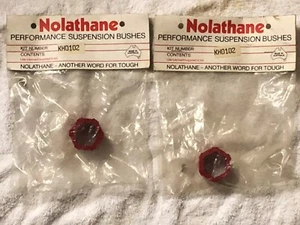 Nolathane
PERFORMANCE SUSPENSION BUSHES
KIT NUMBER
KH0102
CONTENTS
NOLATHANE - ANOTHER WORD FOR TOUGH
Nolathane
PERFORMANCE SUSPENSION BUSHES
KIT NUMBER
KH0102
CONTENTS
NOLATHANE - ANOTHER WORD FOR TOUGH